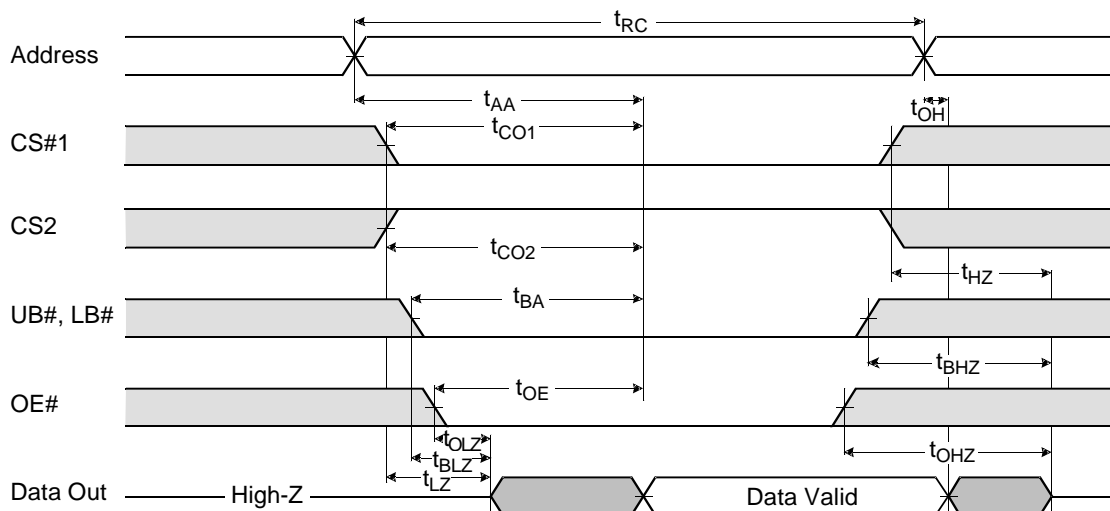 tRC
Address
tAA
tOH
CS#1
tCO1
CS2
tCO2
tHZ
UB#, LB#
tBA
tBHZ
OE#
tOE
tOLZ
tOHZ
tBLZ
tLZ
Data Out
High-Z
Data Valid